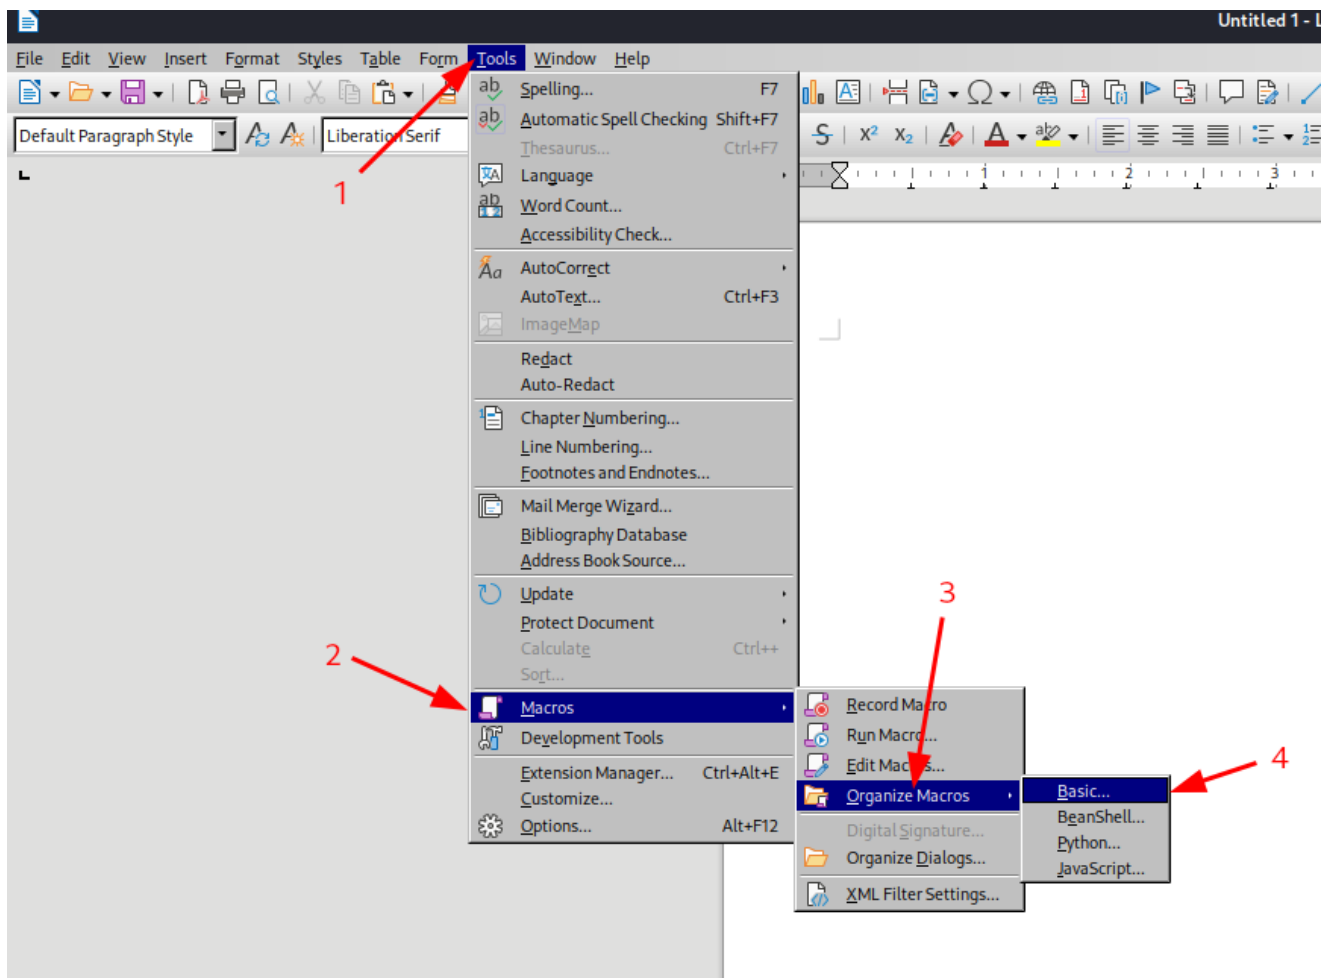 Untitled 1 - L
File Edit View Insert Format Styles Table Form Tools Window Help
Default Paragraph Style Liberation Serif
Spelling... F7
Automatic Spell Checking Shift+F7
Thesaurus... Ctrl+F7
Language
Word Count...
Accessibility Check...
AutoCorrect
AutoText... Ctrl+F3
ImageMap
Redact
Auto-Redact
Chapter Numbering...
Line Numbering...
Footnotes and Endnotes...
Mail Merge Wizard...
Bibliography Database
Address Book Source...
Update
Protect Document
Calculate Ctrl++
Sort...
Macros
Development Tools
Extension Manager... Ctrl+Alt+E
Customize...
Options... Alt+F12
Record Macro
Run Macro...
Edit Macros...
Organize Macros
Digital Signature...
Organize Dialogs...
XML Filter Settings...
Basic...
BeanShell...
Python...
JavaScript...
1
2
3
4
1 2 3